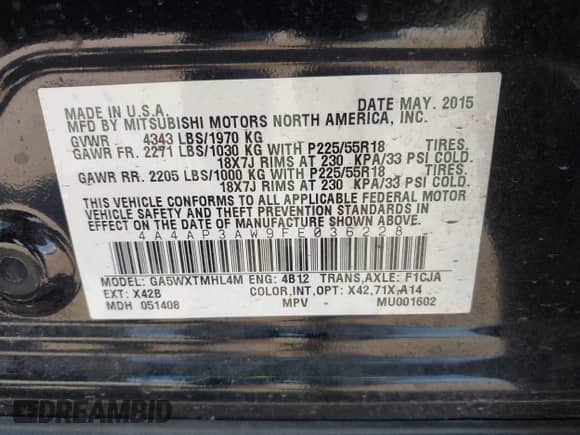 MADE IN U.S.A. DATE MAY. 2015
MFD BY MITSUBISHI MOTORS NORTH AMERICA, INC.
GVWR 4343 LBS/1970 KG
GAWR FR. 2271 LBS/1030 KG WITH P225/55R18 TIRES.
18X7J RIMS AT 230 KPA/33 PSI COLD.
GAWR RR. 2205 LBS/1000 KG WITH P225/55R18 TIRES.
18X7J RIMS AT 230 KPA/33 PSI COLD.
THIS VEHICLE CONFORMS TO ALL APPLICABLE FEDERAL MOTOR
VEHICLE SAFETY AND THEFT PREVENTION STANDARDS IN
EFFECT ON THE DATE OF MANUFACTURE SHOWN ABOVE.
4A4AP3AW9FE036228
MODEL: GA5WXTMHL4M ENG: 4B12 TRANS,AXLE: F1CJA
EXT: X42B COLOR,INT,OPT: X42,71X,A14
MDH 051408 MPV - MU001602
DREAMBID